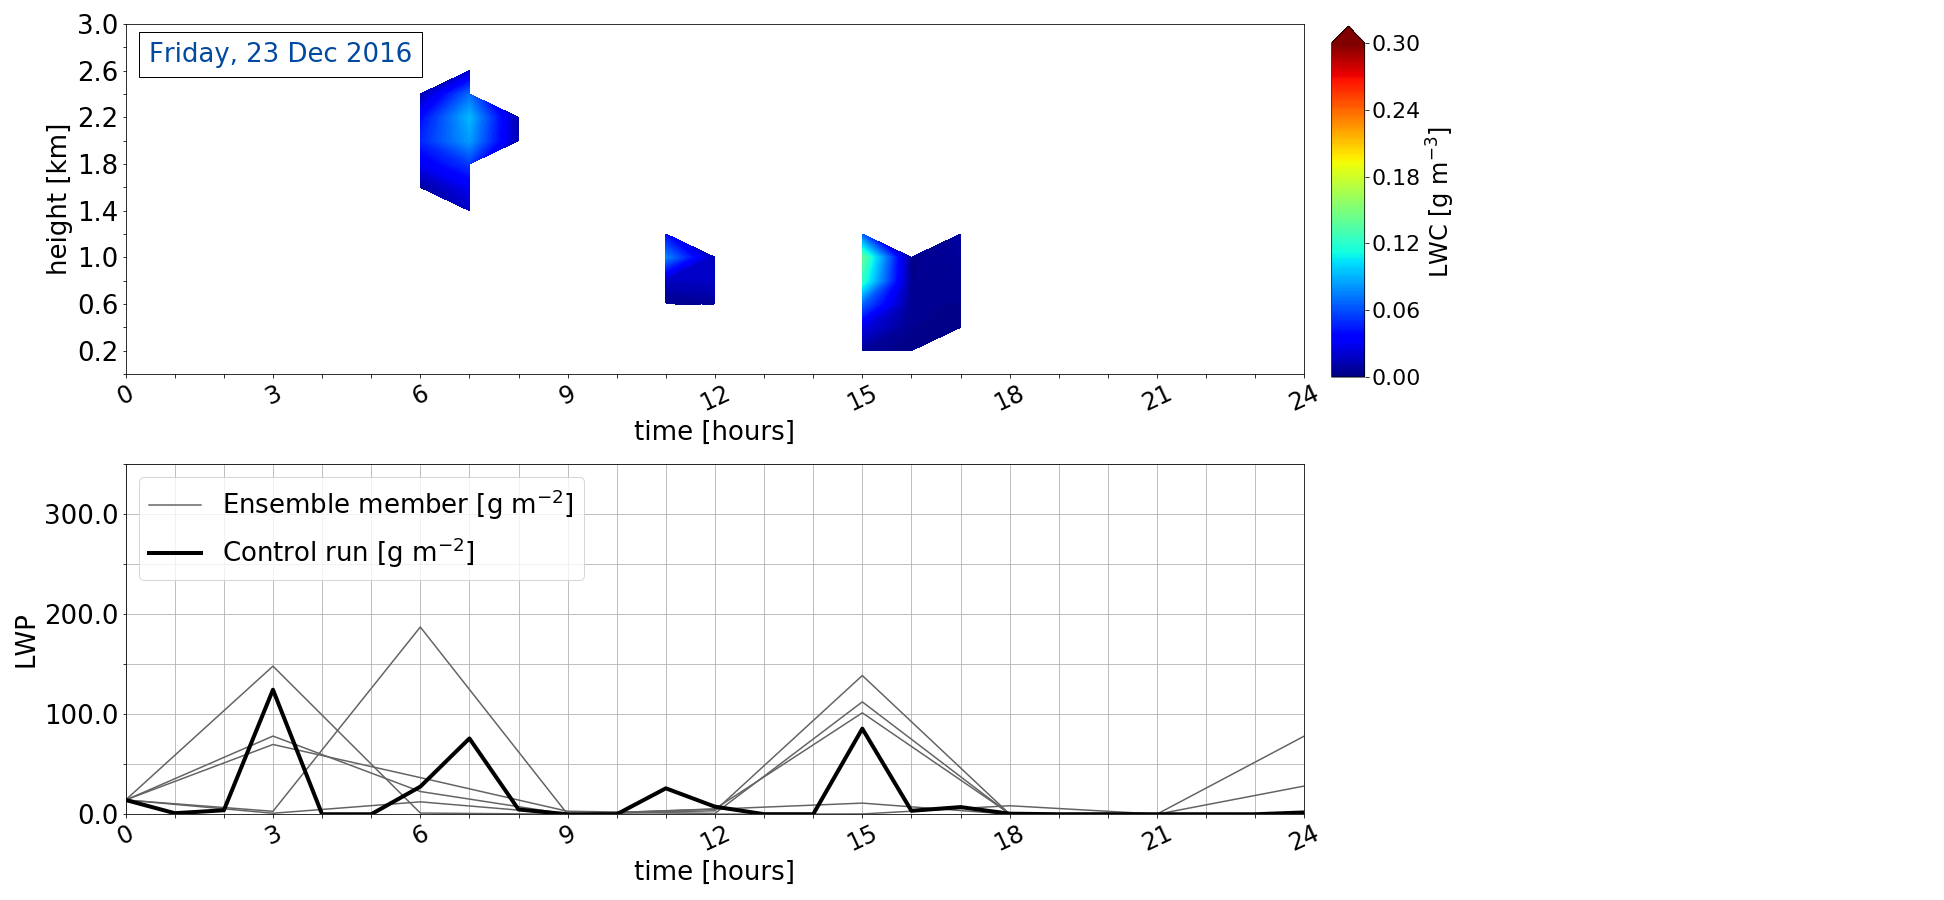 Friday, 23 Dec 2016
height [km]
3.0
2.6
2.2
1.8
1.4
1.0
0.6
0.2
0 3 6 9 12 15 18 21 24
time [hours]
0.30
0.24
0.18
0.12
0.06
0.00
LWC [g m⁻³]
Ensemble member [g m⁻²]
Control run [g m⁻²]
LWP
300.0
200.0
100.0
0.0
0 3 6 9 12 15 18 21 24
time [hours]